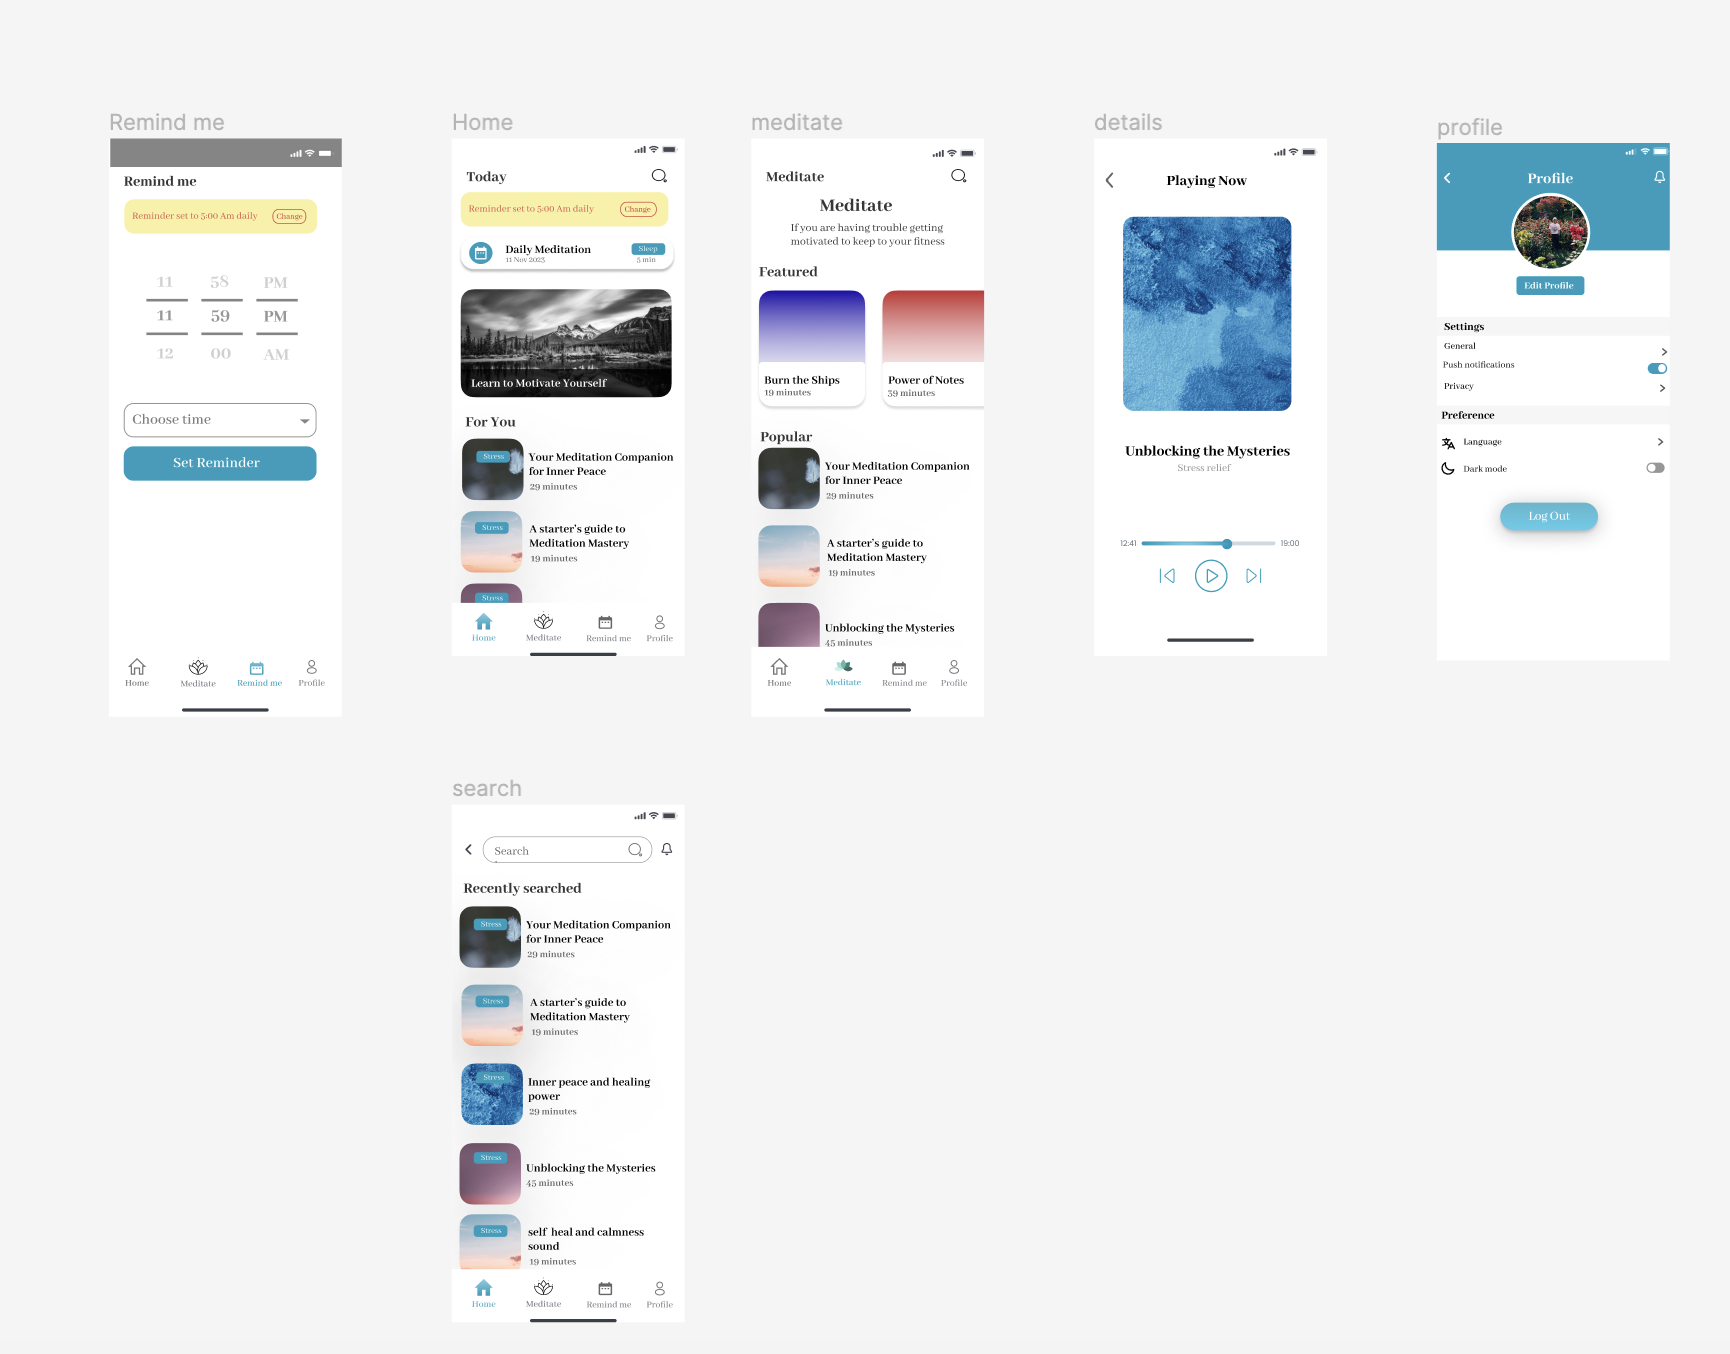 Remind me
Remind me
Reminder set to 5:00 Am daily
Change
11 58 PM
11 59 PM
12 00 AM
Choose time
Set Reminder
Home
Meditate
Remind me
Profile
Home
Today
Reminder set to 5:00 Am daily
Change
Daily Meditation
11 Nov 2023
Sleep
5 min
Learn to Motivate Yourself
For You
Stress
Your Meditation Companion
for Inner Peace
29 minutes
Stress
A starter's guide to
Meditation Mastery
19 minutes
Stress
Home
Meditate
Remind me
Profile
meditate
Meditate
Meditate
If you are having trouble getting
motivated to keep to your fitness
Featured
Burn the Ships
19 minutes
Power of Notes
39 minutes
Popular
Your Meditation Companion
for Inner Peace
29 minutes
A starter's guide to
Meditation Mastery
19 minutes
Unblocking the Mysteries
45 minutes
Home
Meditate
Remind me
Profile
details
Playing Now
Unblocking the Mysteries
Stress relief
12:41
19:00
profile
Profile
Edit Profile
Settings
General
Push notifications
Privacy
Preference
Language
Dark mode
Log Out
search
Search
Recently searched
Stress
Your Meditation Companion
for Inner Peace
29 minutes
Stress
A starter's guide to
Meditation Mastery
19 minutes
Stress
Inner peace and healing
power
29 minutes
Stress
Unblocking the Mysteries
45 minutes
Stress
self heal and calmness
sound
19 minutes
Home
Meditate
Remind me
Profile